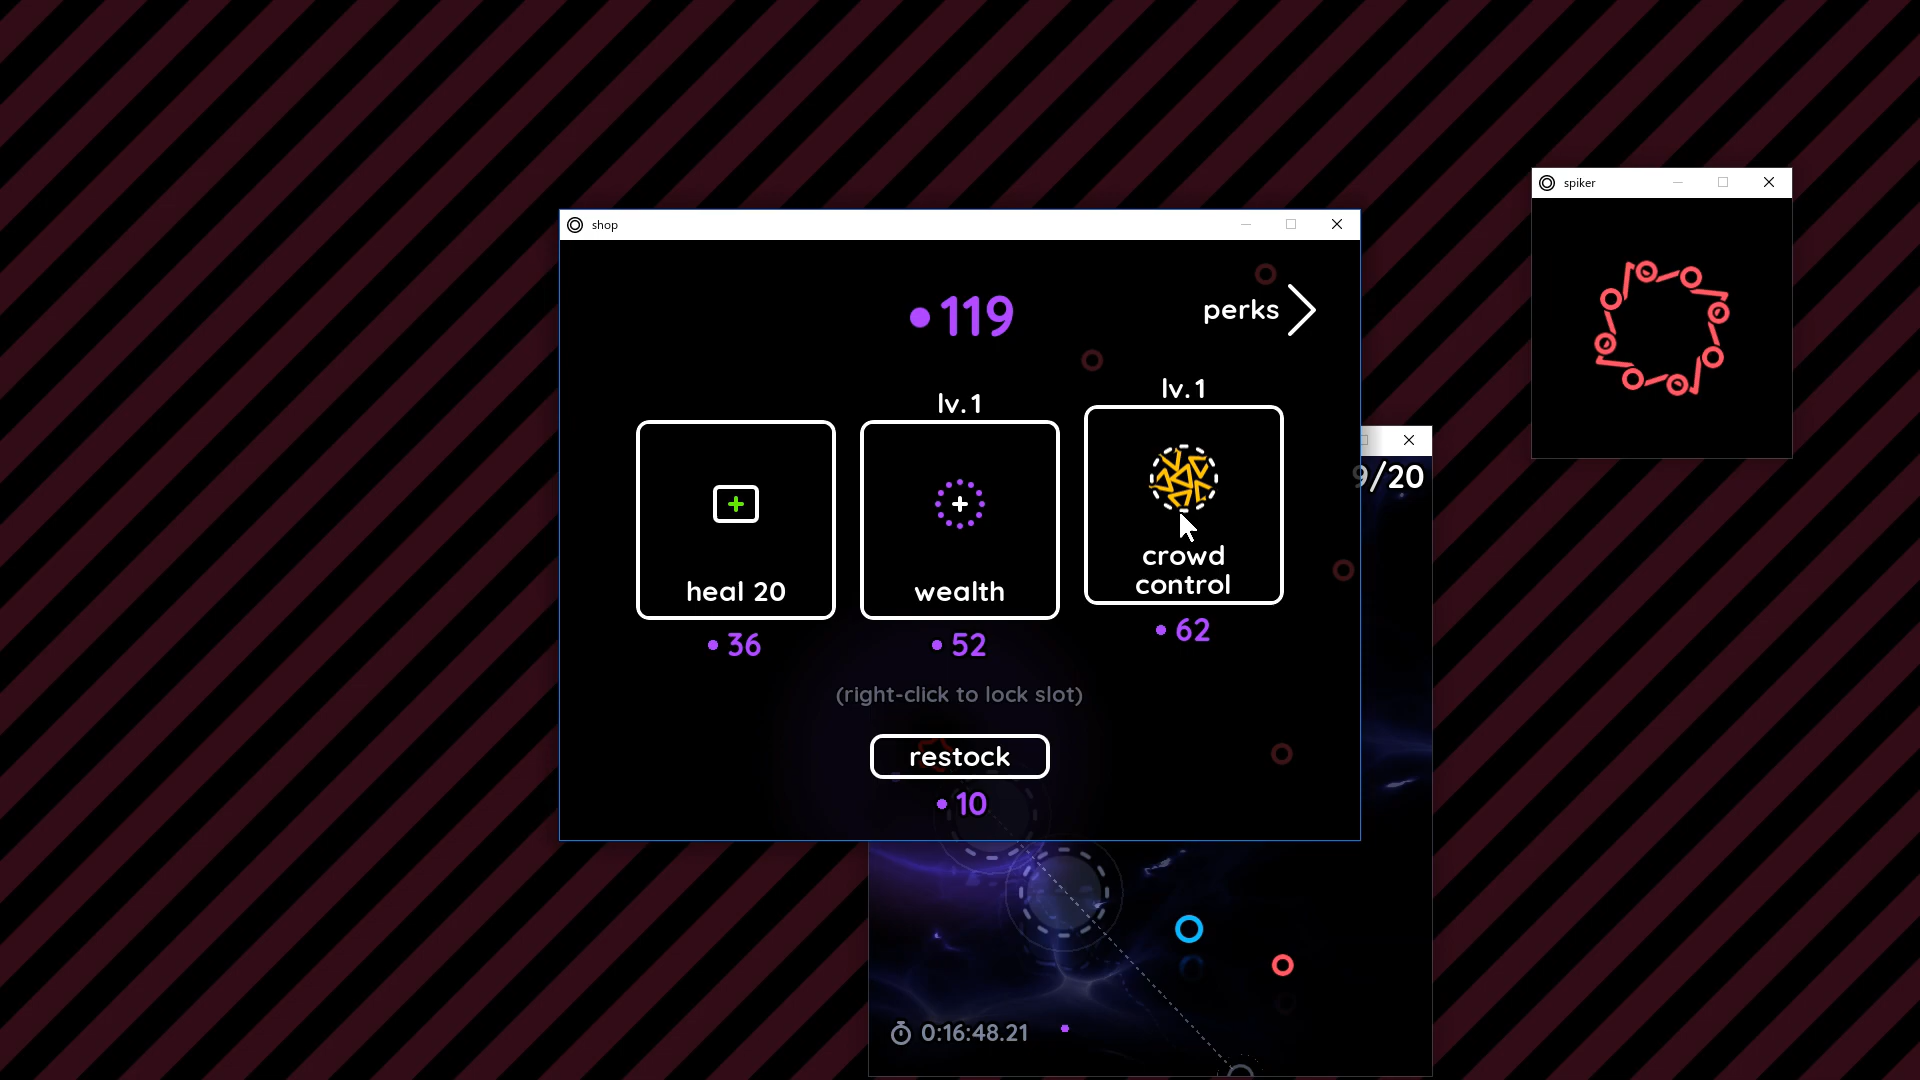 spiker
shop
119
perks
lv.1
lv.1
9/20
heal 20
wealth
crowd
control
36
52
62
(right-click to lock slot)
restock
10
0:16:48.21